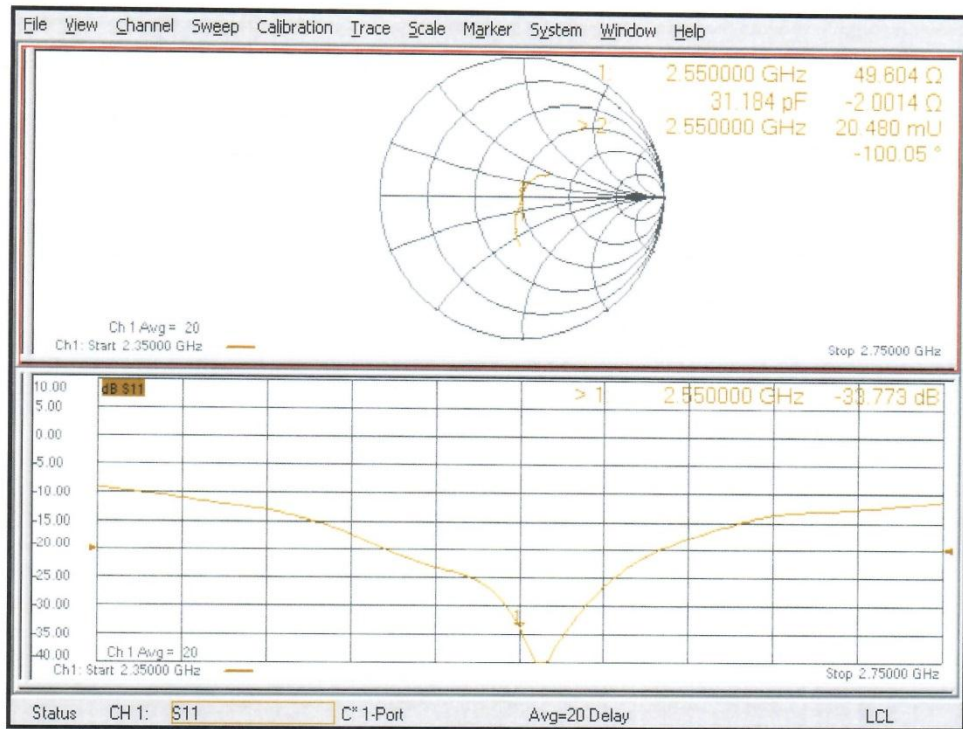 File View Channel Sweep Calibration Trace Scale Marker System Window Help
1 2.550000 GHz 49.604 Ω
31.184 pF -2.0014 Ω
> 2 2.550000 GHz 20.480 mU
-100.05 °
Ch 1 Avg = 20
Ch1: Start 2.35000 GHz
Stop 2.75000 GHz
10.00
dB S11
> 1 2.550000 GHz -33.773 dB
5.00
0.00
-5.00
-10.00
-15.00
-20.00
-25.00
-30.00
1
-35.00
-40.00
Ch 1 Avg = 20
Ch1: Start 2.35000 GHz
Stop 2.75000 GHz
Status CH 1: S11 C* 1-Port Avg=20 Delay LCL